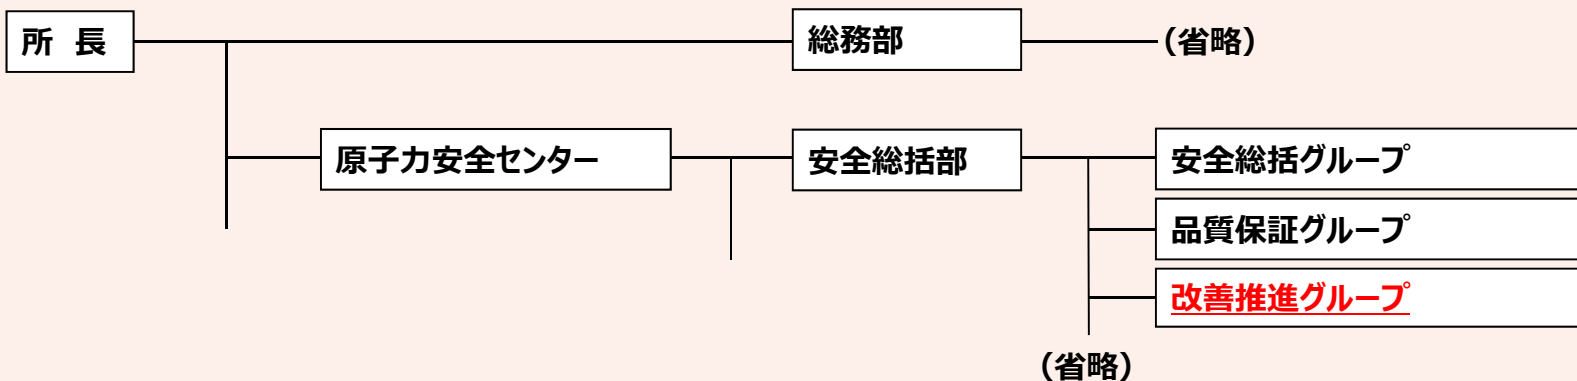 所 長
総務部
(省略)
原子力安全センター
安全総括部
安全総括グループ
品質保証グループ
改善推進グループ
(省略)